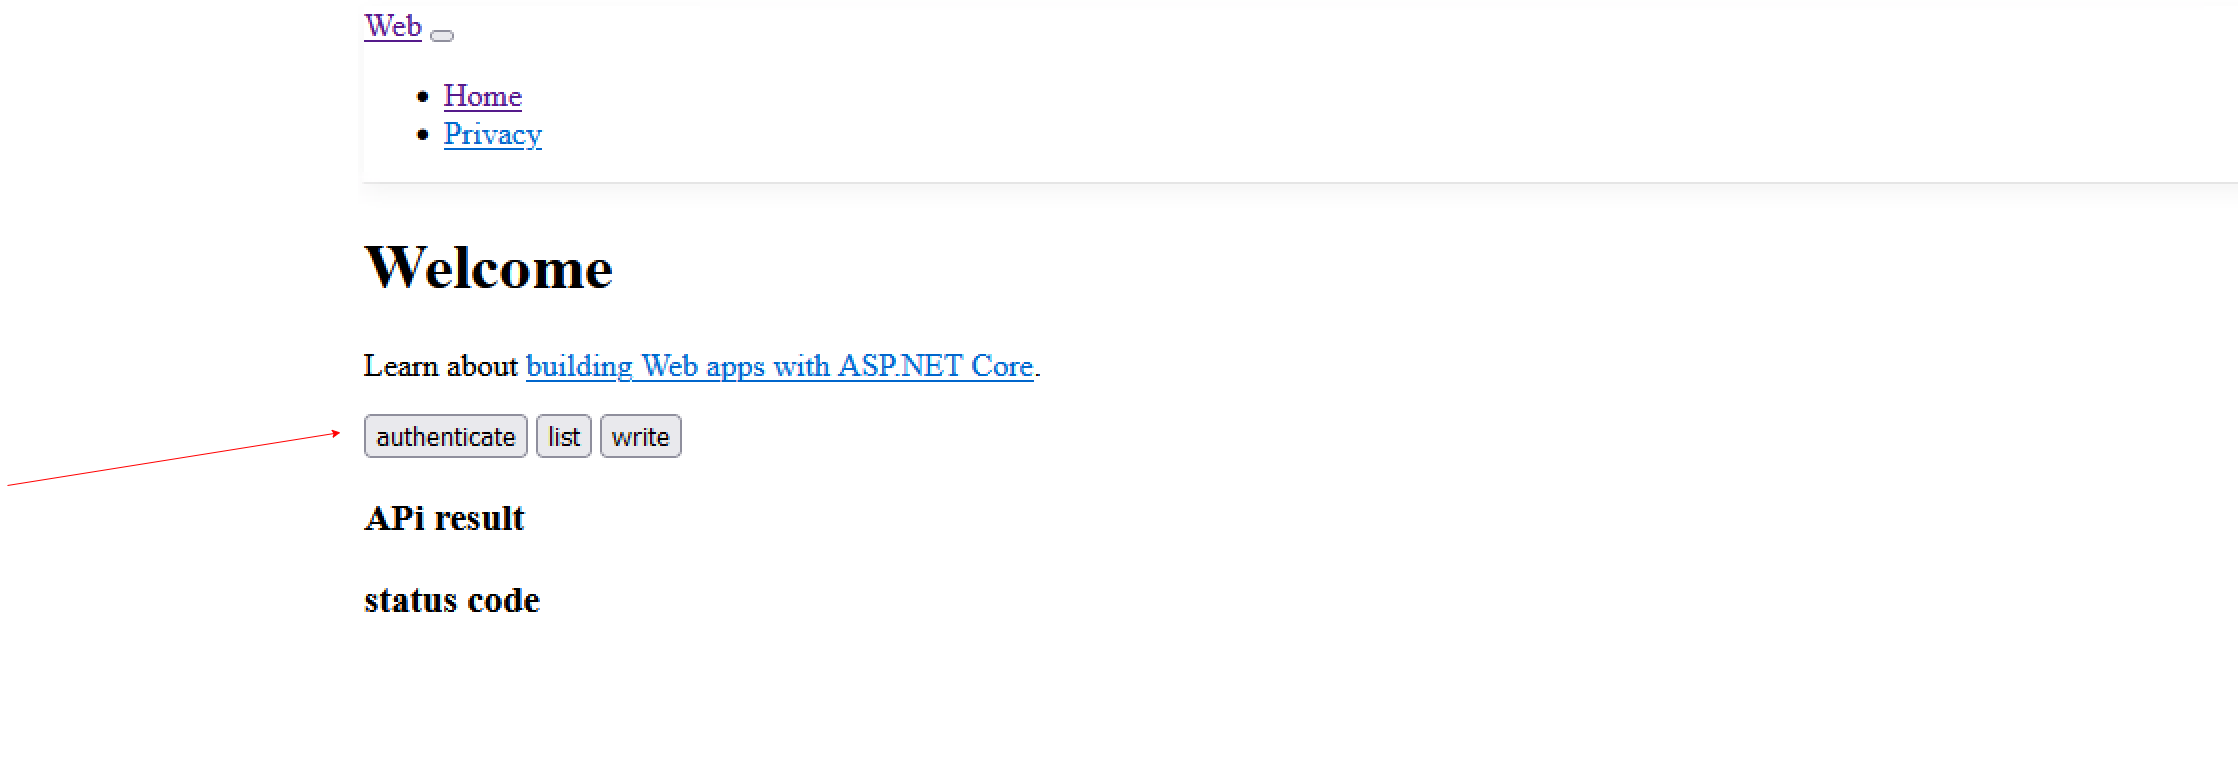 Web
Home
Privacy
Welcome
Learn about building Web apps with ASP.NET Core.
authenticate list write
APi result
status code